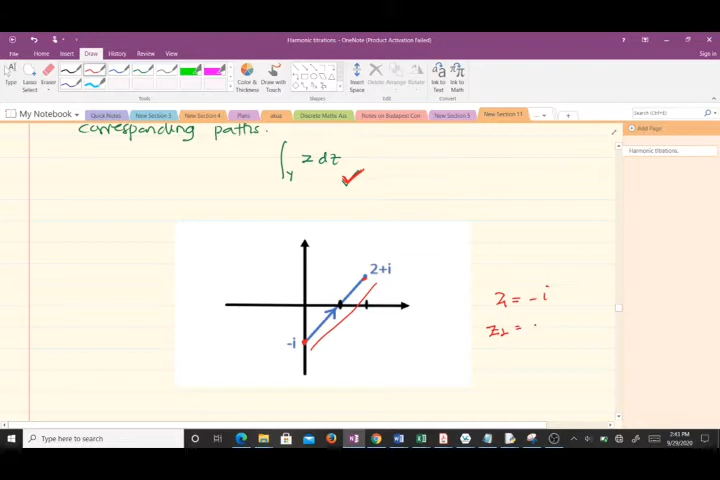 Harmonic titrations - OneNote (Product Activation Failed)
File Home Insert Draw History Review View
Type Lasso Select Eraser Color & Thickness Draw with Touch Insert Space Delete Arrange Ink to Text Ink to Math
Tools Shapes Edit Convert
My Notebook Quick Notes New Section 3 New Section 4 Plans Discrete Maths Ass Notes on Budapest Con New Section 5 New Section 11 Search (Ctrl+E)
Add Page
Harmonic titrations.
corresponding paths.
∫γ z dz
2+i
z₁ = -i
z₂ =
-i
Type here to search
2:43 PM
9/29/2020